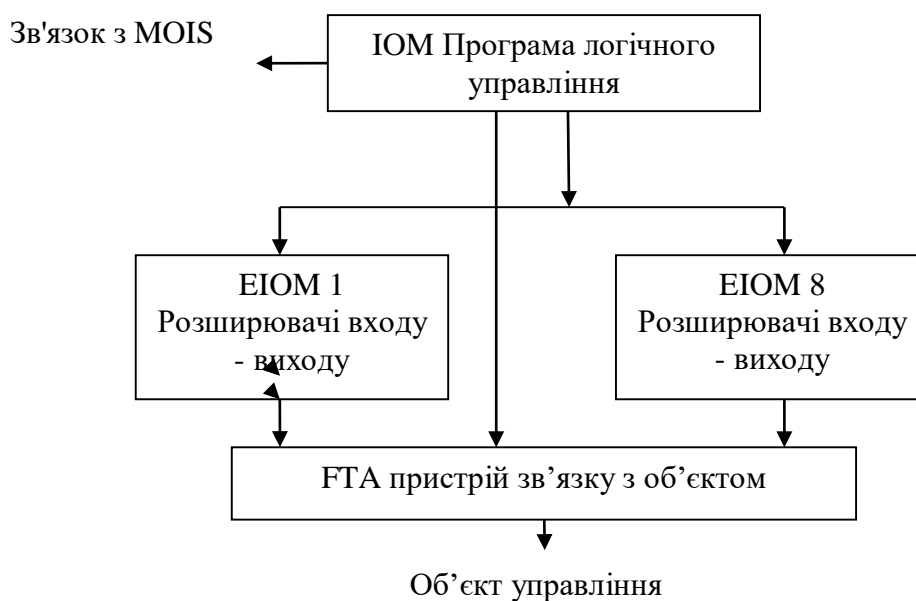 Зв'язок з MOIS
IOM Програма логічного
управління
EIOM 1
Розширювачі входу
- виходу
EIOM 8
Розширювачі входу
- виходу
FTA пристрій зв’язку з об’єктом
Об’єкт управління